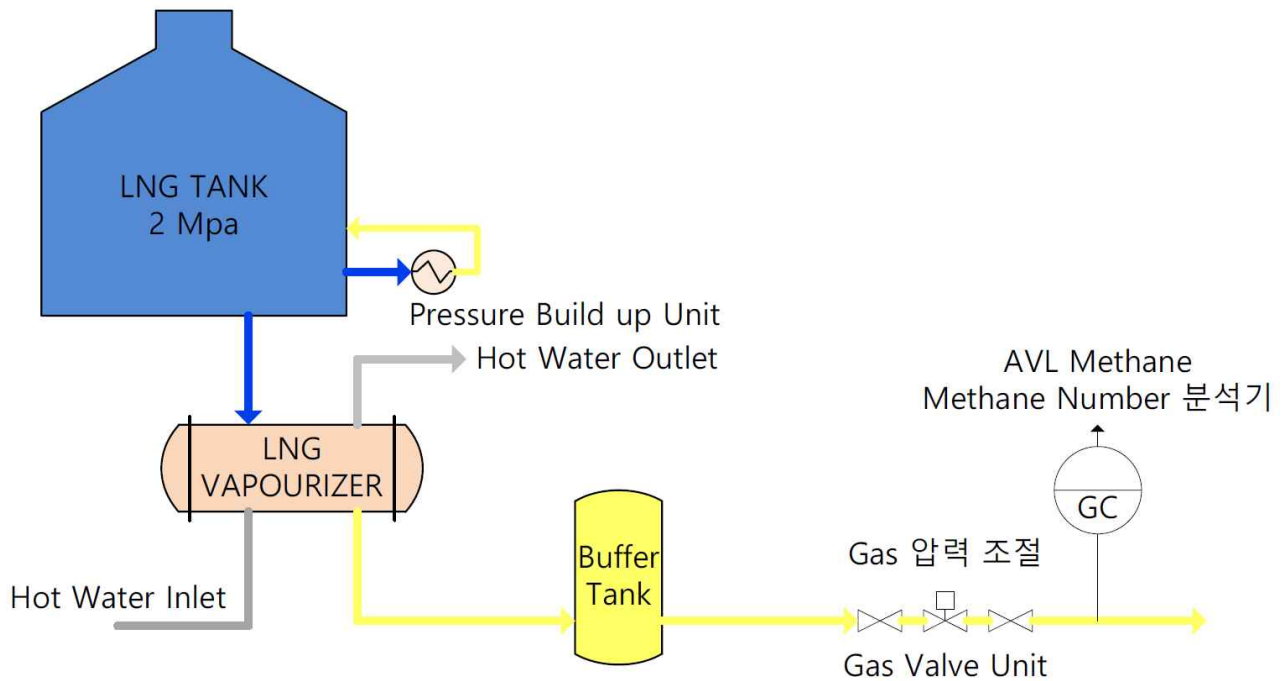 LNG TANK
2 Mpa
Pressure Build up Unit
Hot Water Outlet
AVL Methane
Methane Number 분석기
LNG
VAPOURIZER
GC
Buffer
Tank
Gas 압력 조절
Hot Water Inlet
Gas Valve Unit